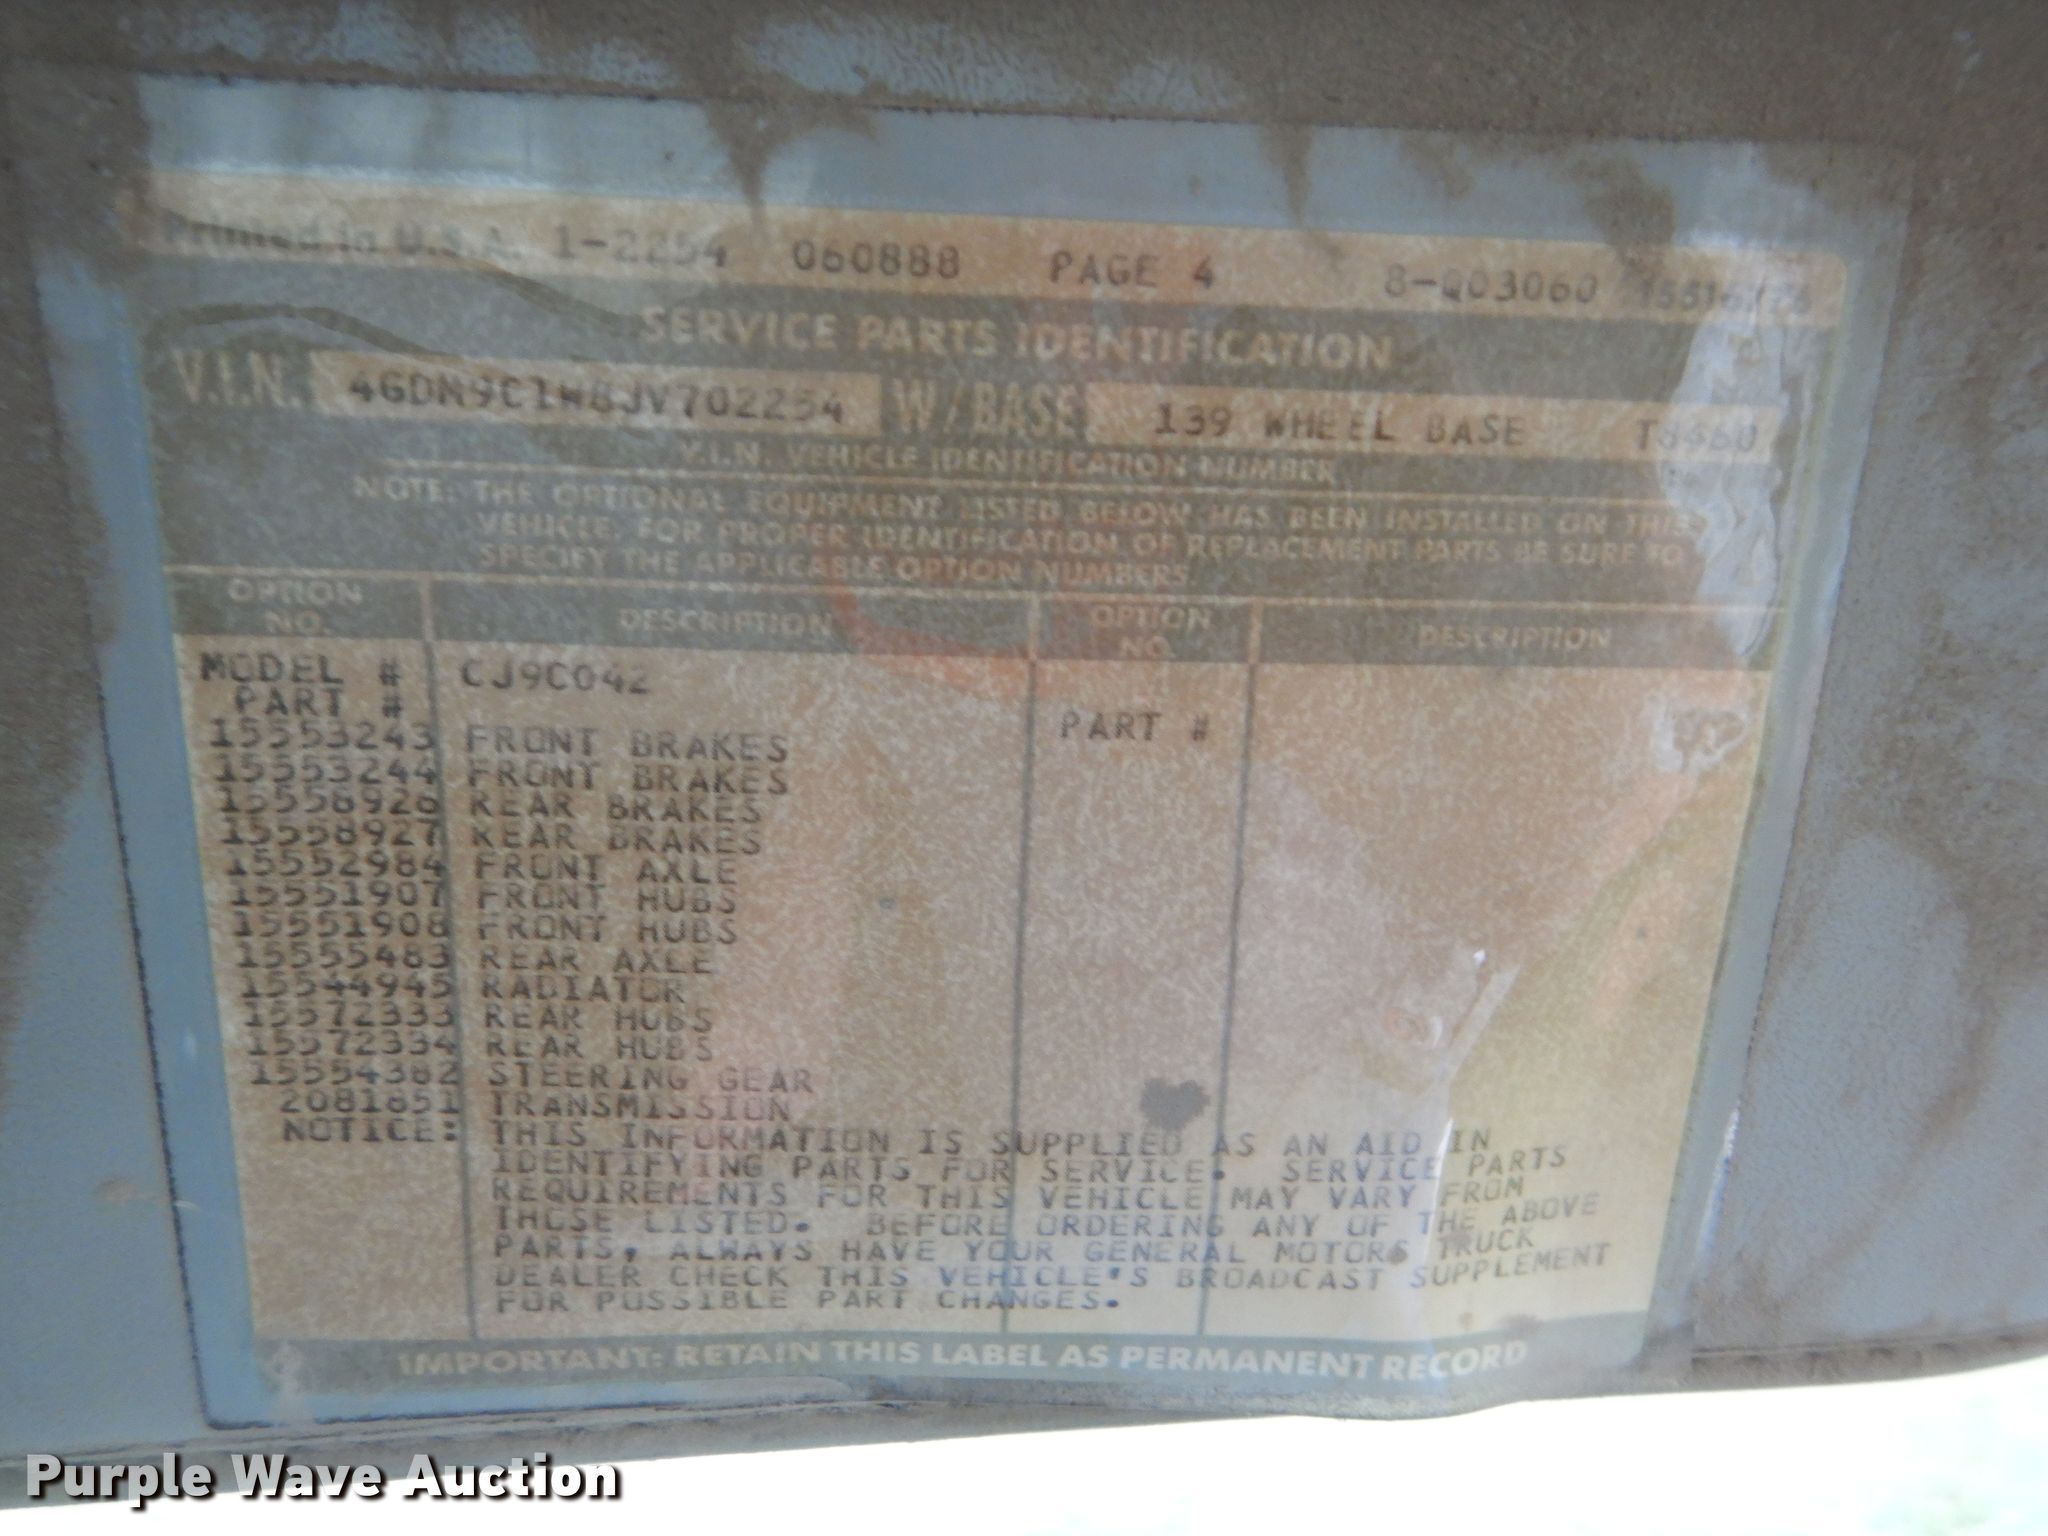 Printed in U.S.A. 1-2254 060888 PAGE 4 8-Q03060
SERVICE PARTS IDENTIFICATION
V.I.N. 4GDM9C1W8JV702254 W/BASE 139 WHEEL BASE
V.I.N. VEHICLE IDENTIFICATION NUMBER
NOTE: THE OPTIONAL EQUIPMENT LISTED BELOW HAS BEEN INSTALLED ON THIS
VEHICLE. FOR PROPER IDENTIFICATION OF REPLACEMENT PARTS BE SURE TO
SPECIFY THE APPLICABLE OPTION NUMBERS.
OPTION NO. DESCRIPTION OPTION NO. DESCRIPTION
MODEL # CJ9C042
PART # PART #
15553243 FRONT BRAKES
15553244 FRONT BRAKES
15558926 REAR BRAKES
15558927 REAR BRAKES
15552984 FRONT AXLE
15551907 FRONT HUBS
15551908 FRONT HUBS
15555483 REAR AXLE
15544945 RADIATOR
15572333 REAR HUBS
15572334 REAR HUBS
15554382 STEERING GEAR
2081851 TRANSMISSION
NOTICE: THIS INFORMATION IS SUPPLIED AS AN AID IN
IDENTIFYING PARTS FOR SERVICE. SERVICE PARTS
REQUIREMENTS FOR THIS VEHICLE MAY VARY FROM
THOSE LISTED. BEFORE ORDERING ANY OF THE ABOVE
PARTS, ALWAYS HAVE YOUR GENERAL MOTORS TRUCK
DEALER CHECK THIS VEHICLE'S BROADCAST SUPPLEMENT
FOR POSSIBLE PART CHANGES.
IMPORTANT: RETAIN THIS LABEL AS PERMANENT RECORD
Purple Wave Auction